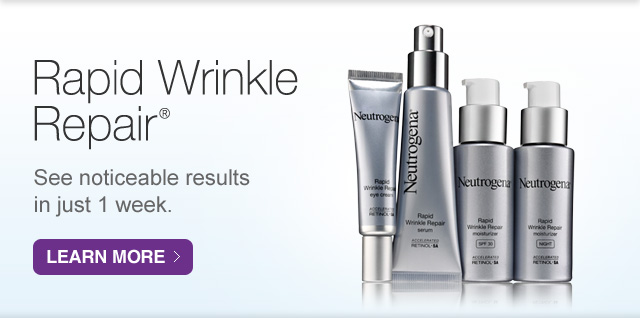 Rapid Wrinkle
Repair®
See noticeable results
in just 1 week.
LEARN MORE >
Neutrogena
Rapid
Wrinkle Repair
eye cream
ACCELERATED
RETINOL·SA
Neutrogena®
Rapid
Wrinkle Repair
serum
ACCELERATED
RETINOL·SA
Neutrogena
Rapid
Wrinkle Repair
moisturizer
SPF 30
ACCELERATED
RETINOL·SA
Neutrogena
Rapid
Wrinkle Repair
moisturizer
NIGHT
ACCELERATED
RETINOL·SA